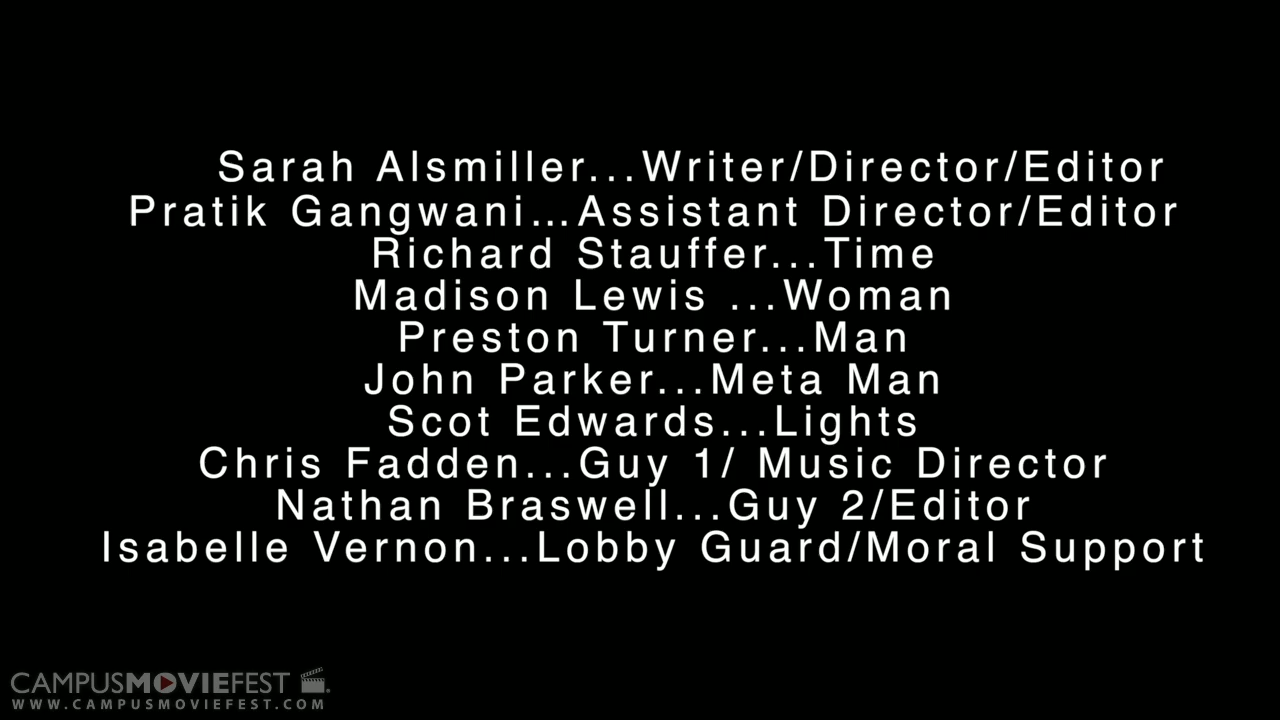 Sarah Alsmiller...Writer/Director/Editor
Pratik Gangwani...Assistant Director/Editor
Richard Stauffer...Time
Madison Lewis ...Woman
Preston Turner...Man
John Parker...Meta Man
Scot Edwards...Lights
Chris Fadden...Guy 1/ Music Director
Nathan Braswell...Guy 2/Editor
Isabelle Vernon...Lobby Guard/Moral Support
CAMPUSMOVIEFEST
WWW.CAMPUSMOVIEFEST.COM